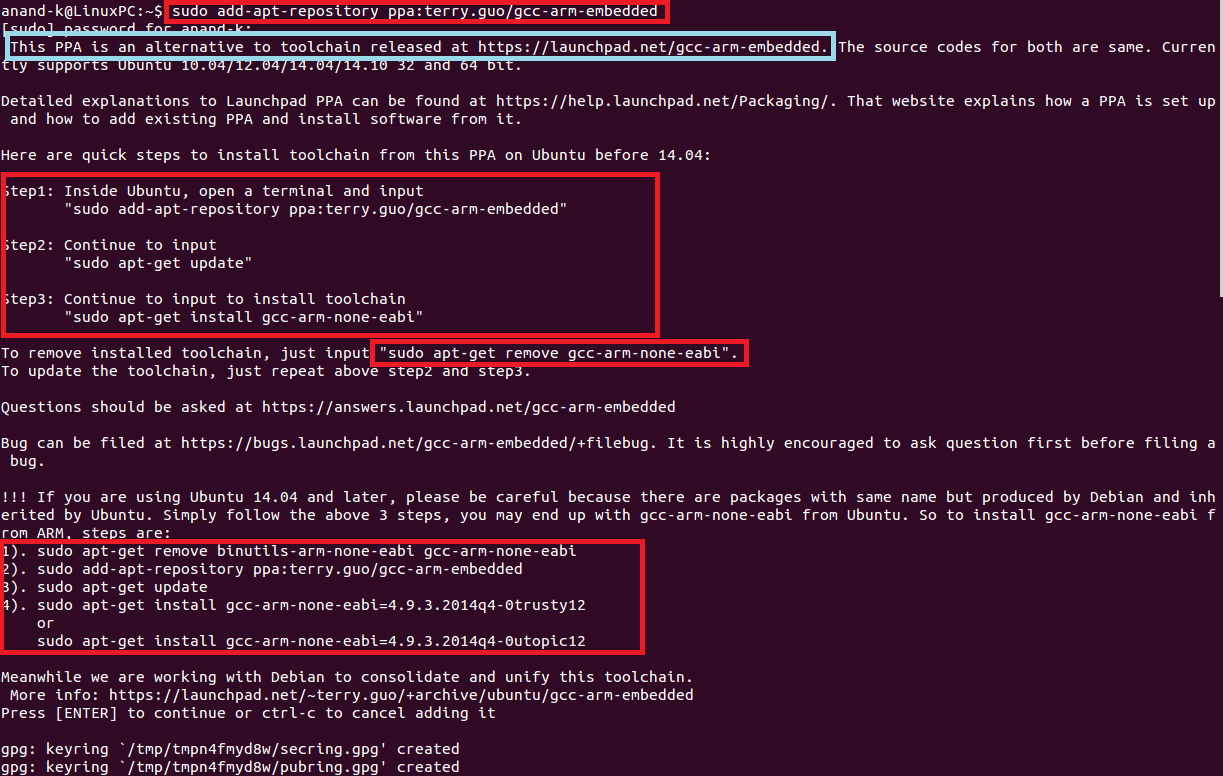 anand-k@LinuxPC:~$ sudo add-apt-repository ppa:terry.guo/gcc-arm-embedded
[sudo] password for anand-k:
This PPA is an alternative to toolchain released at https://launchpad.net/gcc-arm-embedded. The source codes for both are same. Curren
tly supports Ubuntu 10.04/12.04/14.04/14.10 32 and 64 bit.
Detailed explanations to Launchpad PPA can be found at https://help.launchpad.net/Packaging/. That website explains how a PPA is set up
and how to add existing PPA and install software from it.
Here are quick steps to install toolchain from this PPA on Ubuntu before 14.04:
Step1: Inside Ubuntu, open a terminal and input
"sudo add-apt-repository ppa:terry.guo/gcc-arm-embedded"
Step2: Continue to input
"sudo apt-get update"
Step3: Continue to input to install toolchain
"sudo apt-get install gcc-arm-none-eabi"
To remove installed toolchain, just input "sudo apt-get remove gcc-arm-none-eabi".
To update the toolchain, just repeat above step2 and step3.
Questions should be asked at https://answers.launchpad.net/gcc-arm-embedded
Bug can be filed at https://bugs.launchpad.net/gcc-arm-embedded/+filebug. It is highly encouraged to ask question first before filing a
bug.
!!! If you are using Ubuntu 14.04 and later, please be careful because there are packages with same name but produced by Debian and inh
erited by Ubuntu. Simply follow the above 3 steps, you may end up with gcc-arm-none-eabi from Ubuntu. So to install gcc-arm-none-eabi f
rom ARM, steps are:
1). sudo apt-get remove binutils-arm-none-eabi gcc-arm-none-eabi
2). sudo add-apt-repository ppa:terry.guo/gcc-arm-embedded
3). sudo apt-get update
4). sudo apt-get install gcc-arm-none-eabi=4.9.3.2014q4-0trusty12
or
sudo apt-get install gcc-arm-none-eabi=4.9.3.2014q4-0utopic12
Meanwhile we are working with Debian to consolidate and unify this toolchain.
More info: https://launchpad.net/~terry.guo/+archive/ubuntu/gcc-arm-embedded
Press [ENTER] to continue or ctrl-c to cancel adding it
gpg: keyring `/tmp/tmpn4fmyd8w/secring.gpg' created
gpg: keyring `/tmp/tmpn4fmyd8w/pubring.gpg' created